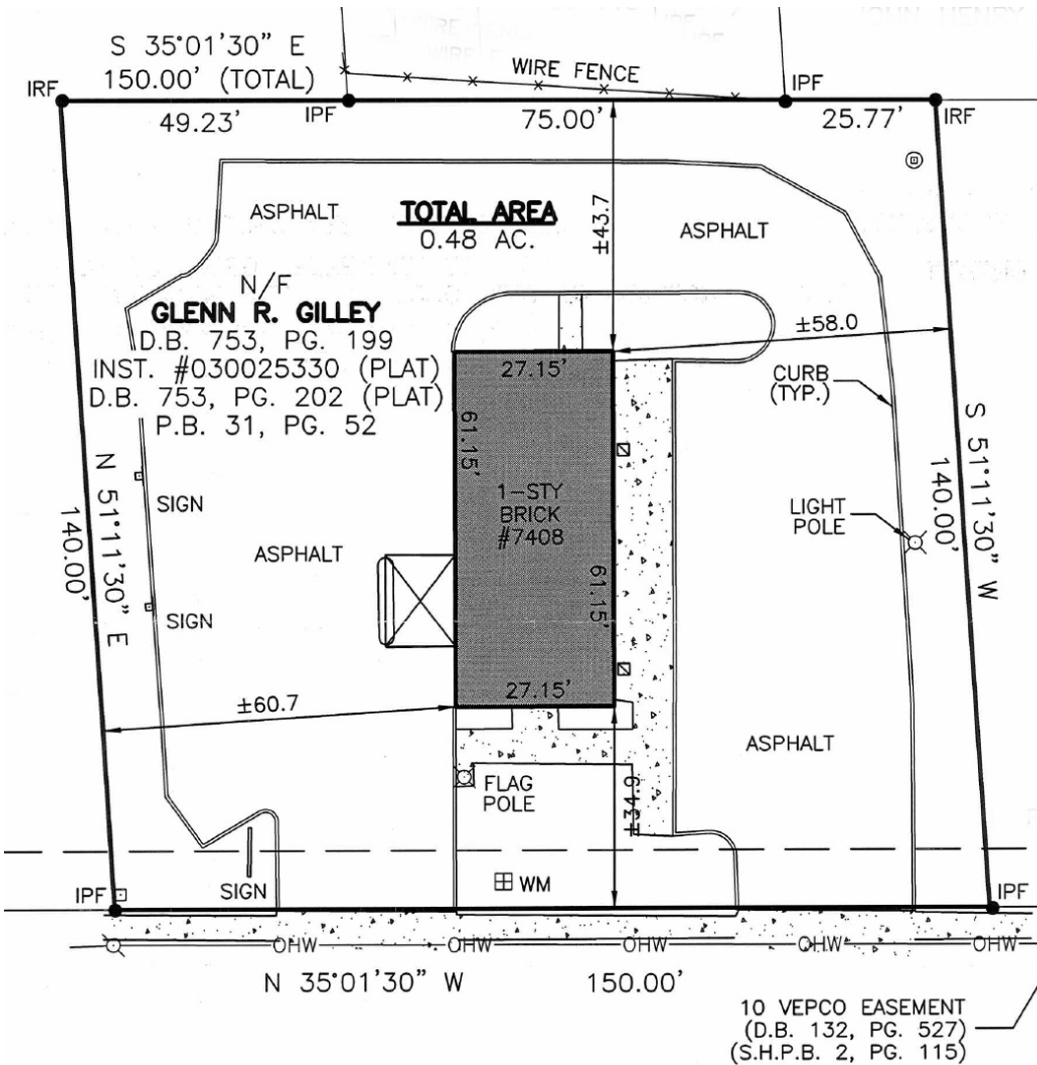 S 35°01'30" E
150.00' (TOTAL)
WIRE FENCE
IRF
IPF
IPF
IRF
49.23'
75.00'
25.77'
ASPHALT
TOTAL AREA
0.48 AC.
±43.7
ASPHALT
N/F
GLENN R. GILLEY
D.B. 753, PG. 199
INST. #030025330 (PLAT)
D.B. 753, PG. 202 (PLAT)
P.B. 31, PG. 52
27.15'
±58.0
CURB
(TYP.)
61.15'
1-STY
BRICK
#7408
61.15'
27.15'
N 51°11'30" E
140.00'
SIGN
ASPHALT
SIGN
LIGHT
POLE
S 51°11'30" W
140.00'
±60.7
ASPHALT
FLAG
POLE
±34.9
SIGN
WM
IPF
IPF
OHW
OHW
OHW
OHW
OHW
N 35°01'30" W
150.00'
10 VEPCO EASEMENT
(D.B. 132, PG. 527)
(S.H.P.B. 2, PG. 115)